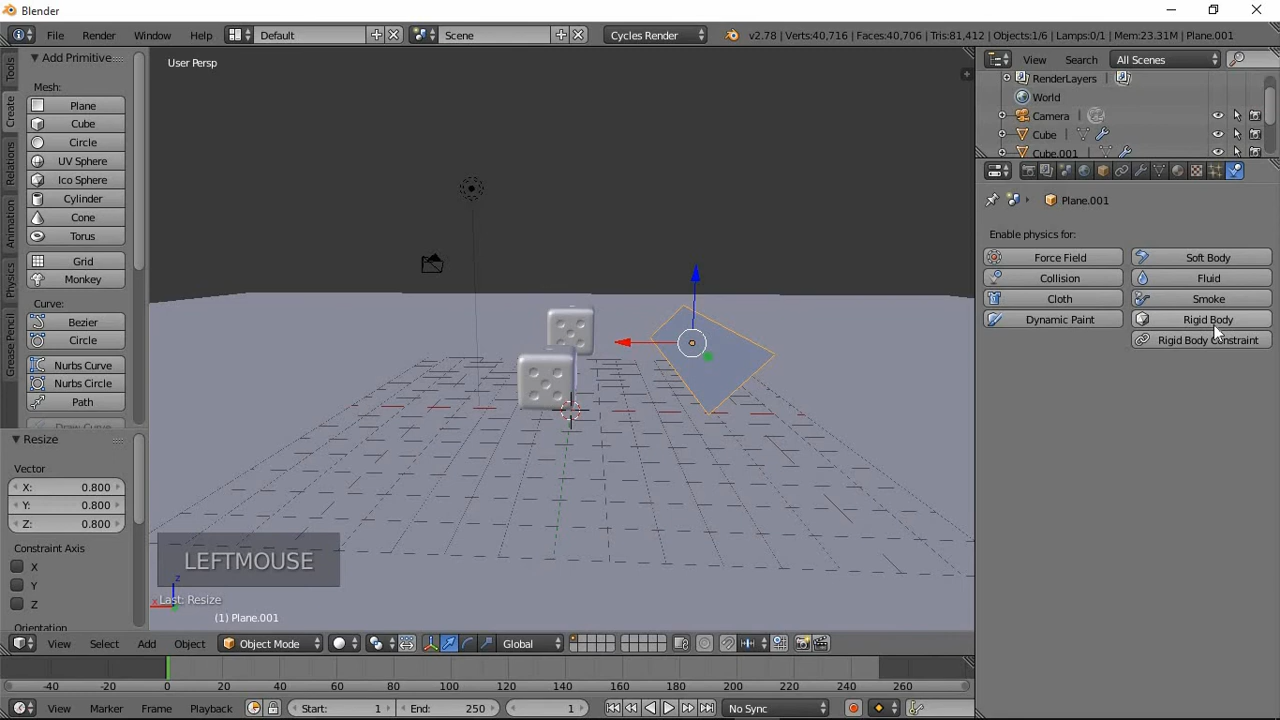 Blender
File Render Window Help Default Scene Cycles Render v2.78 | Verts:40,716 | Faces:40,706 | Tris:81,412 | Objects:1/6 | Lamps:0/1 | Mem:23.31M | Plane.001
Tools
Create
Relations
Animation
Physics
Grease Pencil
Add Primitive
Mesh:
Plane
Cube
Circle
UV Sphere
Ico Sphere
Cylinder
Cone
Torus
Grid
Monkey
Curve:
Bezier
Circle
Nurbs Curve
Nurbs Circle
Path
Resize
Vector
X: 0.800
Y: 0.800
Z: 0.800
Constraint Axis
X
Y
Z
Orientation
User Persp
LEFTMOUSE
Last: Resize
z
x
(1) Plane.001
View Select Add Object Object Mode Global
-40 -20 0 20 40 60 80 100 120 140 160 180 200 220 240 260
View Marker Frame Playback Start: 1 End: 250 1 No Sync
View Search All Scenes
RenderLayers
World
Camera
Cube
Cube.001
Plane.001
Enable physics for:
Force Field Soft Body
Collision Fluid
Cloth Smoke
Dynamic Paint Rigid Body
Rigid Body Constraint